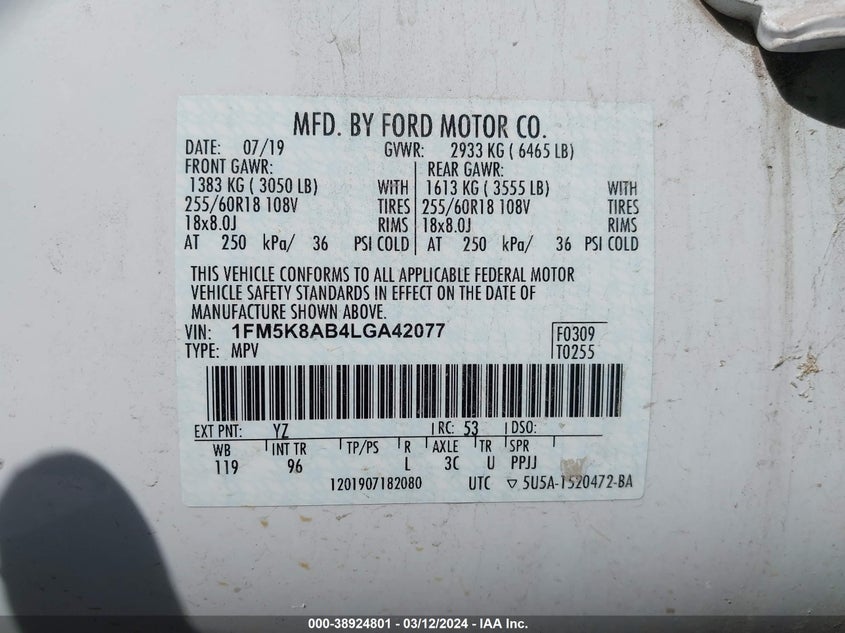 MFD. BY FORD MOTOR CO.
DATE: 07/19 GVWR: 2933 KG ( 6465 LB)
FRONT GAWR: REAR GAWR:
1383 KG ( 3050 LB) WITH 1613 KG ( 3555 LB) WITH
255/60R18 108V TIRES 255/60R18 108V TIRES
18x8.0J RIMS 18x8.0J RIMS
AT 250 kPa/ 36 PSI COLD AT 250 kPa/ 36 PSI COLD
THIS VEHICLE CONFORMS TO ALL APPLICABLE FEDERAL MOTOR
VEHICLE SAFETY STANDARDS IN EFFECT ON THE DATE OF
MANUFACTURE SHOWN ABOVE.
VIN: 1FM5K8AB4LGA42077 F0309
TYPE: MPV T0255
EXT PNT: YZ RC: 53 DSO:
WB INT TR TP/PS R AXLE TR SPR
119 96 L 3C U PPJJ
1201907182080 UTC ▽ 5U5A-1520472-BA
000-38924801 - 03/12/2024 - IAA Inc.